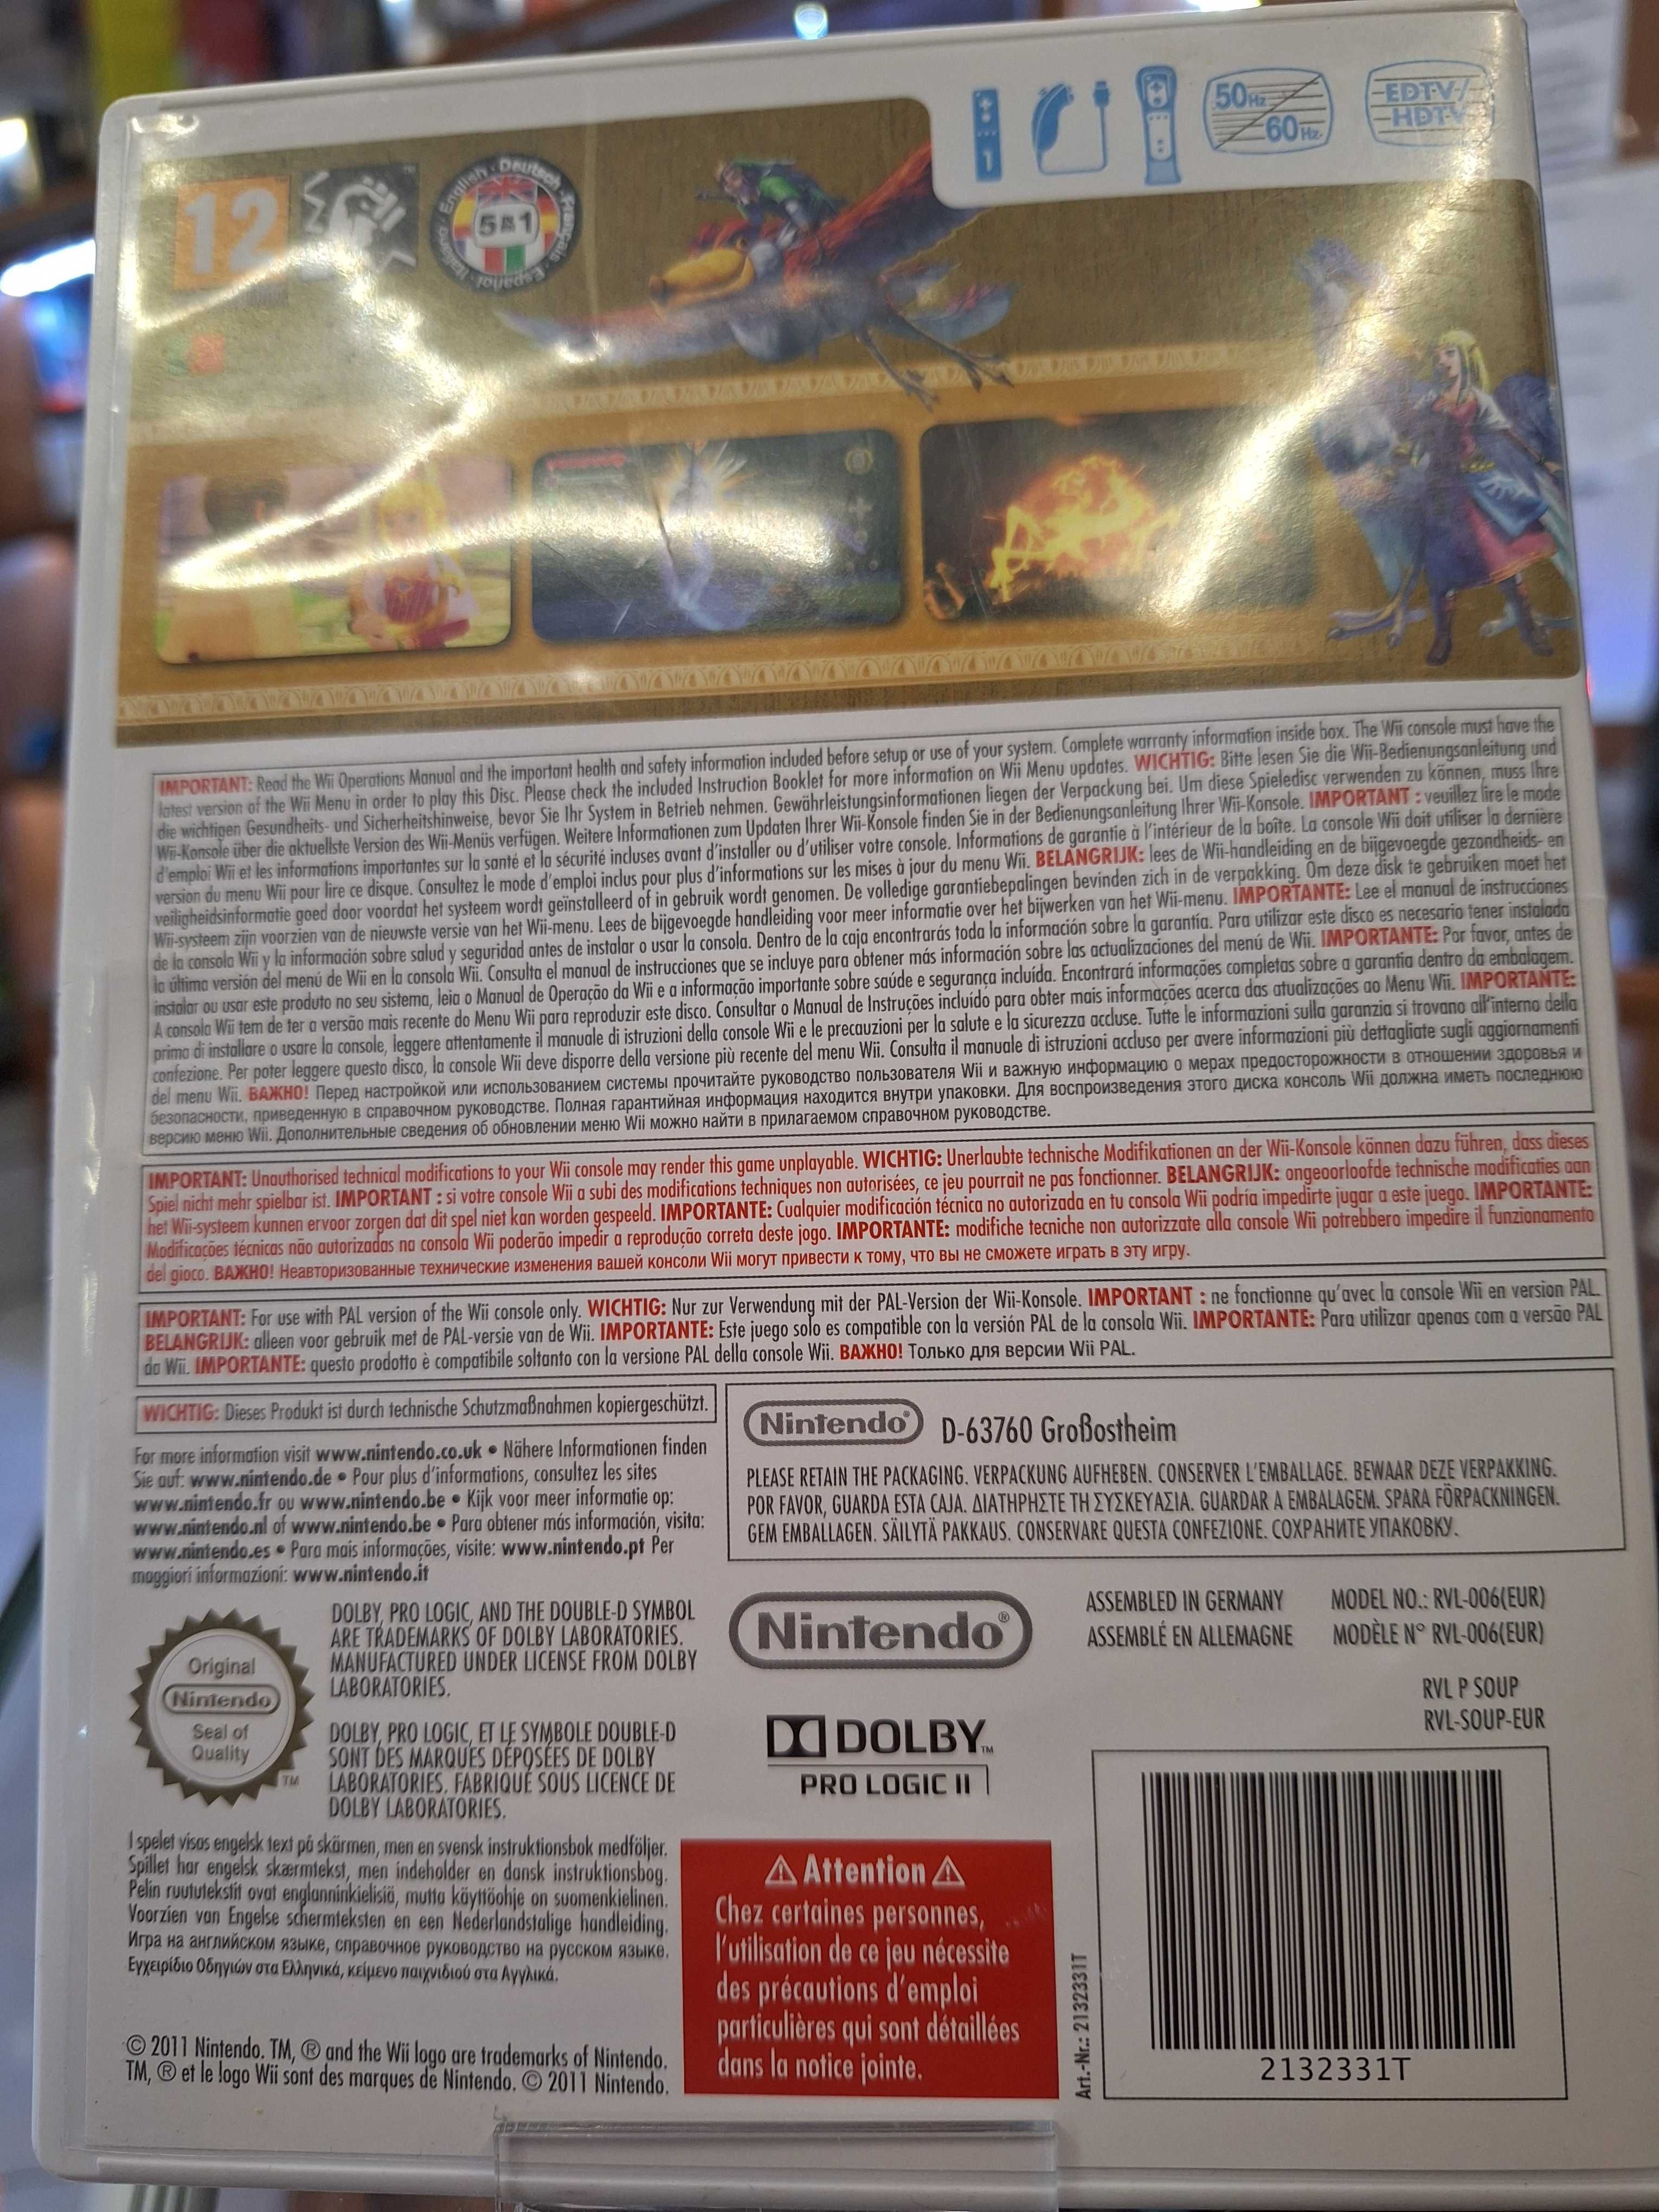 1
50Hz
60Hz
EDTV/
HDTV
12
English · Deutsch · Français · Español · Italiano
5 IN 1
IMPORTANT: Read the Wii Operations Manual and the important health and safety information included before setup or use of your system. Complete warranty information inside box. The Wii console must have the
latest version of the Wii Menu in order to play this Disc. Please check the included Instruction Booklet for more information on Wii Menu updates. WICHTIG: Bitte lesen Sie die Wii-Bedienungsanleitung und
die wichtigen Gesundheits- und Sicherheitshinweise, bevor Sie Ihr System in Betrieb nehmen. Gewährleistungsinformationen liegen der Verpackung bei. Um diese Spieledisc verwenden zu können, muss Ihre
Wii-Konsole über die aktuellste Version des Wii-Menüs verfügen. Weitere Informationen zum Updaten Ihrer Wii-Konsole finden Sie in der Bedienungsanleitung Ihrer Wii-Konsole. IMPORTANT : veuillez lire le mode
d'emploi Wii et les informations importantes sur la santé et la sécurité incluses avant d'installer ou d'utiliser votre console. Informations de garantie à l'intérieur de la boîte. La console Wii doit utiliser la dernière
version du menu Wii pour lire ce disque. Consultez le mode d'emploi inclus pour plus d'informations sur les mises à jour du menu Wii. BELANGRIJK: lees de Wii-handleiding en de bijgevoegde gezondheids- en
veiligheidsinformatie goed door voordat het systeem wordt geïnstalleerd of in gebruik wordt genomen. De volledige garantiebepalingen bevinden zich in de verpakking. Om deze disk te gebruiken moet het
Wii-systeem zijn voorzien van de nieuwste versie van het Wii-menu. Lees de bijgevoegde handleiding voor meer informatie over het bijwerken van het Wii-menu. IMPORTANTE: Lee el manual de instrucciones
de la consola Wii y la información sobre salud y seguridad antes de instalar o usar la consola. Dentro de la caja encontrarás toda la información sobre la garantía. Para utilizar este disco es necesario tener instalada
la última versión del menú de Wii en la consola Wii. Consulta el manual de instrucciones que se incluye para obtener más información sobre las actualizaciones del menú de Wii. IMPORTANTE: Por favor, antes de
instalar ou usar este produto no seu sistema, leia o Manual de Operação da Wii e a informação importante sobre saúde e segurança incluída. Encontrará informações completas sobre a garantia dentro da embalagem.
A consola Wii tem de ter a versão mais recente do Menu Wii para reproduzir este disco. Consultar o Manual de Instruções incluído para obter mais informações acerca das atualizações ao Menu Wii. IMPORTANTE:
prima di installare o usare la console, leggere attentamente il manuale di istruzioni della console Wii e le precauzioni per la salute e la sicurezza accluse. Tutte le informazioni sulla garanzia si trovano all'interno della
confezione. Per poter leggere questo disco, la console Wii deve disporre della versione più recente del menu Wii. Consulta il manuale di istruzioni accluso per avere informazioni più dettagliate sugli aggiornamenti
del menu Wii. ВАЖНО! Перед настройкой или использованием системы прочитайте руководство пользователя Wii и важную информацию о мерах предосторожности в отношении здоровья и
безопасности, приведенную в справочном руководстве. Полная гарантийная информация находится внутри упаковки. Для воспроизведения этого диска консоль Wii должна иметь последнюю
версию меню Wii. Дополнительные сведения об обновлении меню Wii можно найти в прилагаемом справочном руководстве.
IMPORTANT: Unauthorised technical modifications to your Wii console may render this game unplayable. WICHTIG: Unerlaubte technische Modifikationen an der Wii-Konsole können dazu führen, dass dieses
Spiel nicht mehr spielbar ist. IMPORTANT : si votre console Wii a subi des modifications techniques non autorisées, ce jeu pourrait ne pas fonctionner. BELANGRIJK: ongeoorloofde technische modificaties aan
het Wii-systeem kunnen ervoor zorgen dat dit spel niet kan worden gespeeld. IMPORTANTE: Cualquier modificación técnica no autorizada en tu consola Wii podría impedirte jugar a este juego. IMPORTANTE:
Modificações técnicas não autorizadas na consola Wii poderão impedir a reprodução correta deste jogo. IMPORTANTE: modifiche tecniche non autorizzate alla console Wii potrebbero impedire il funzionamento
del gioco. ВАЖНО! Неавторизованные технические изменения вашей консоли Wii могут привести к тому, что вы не сможете играть в эту игру.
IMPORTANT: For use with PAL version of the Wii console only. WICHTIG: Nur zur Verwendung mit der PAL-Version der Wii-Konsole. IMPORTANT : ne fonctionne qu'avec la console Wii en version PAL.
BELANGRIJK: alleen voor gebruik met de PAL-versie van de Wii. IMPORTANTE: Este juego solo es compatible con la versión PAL de la consola Wii. IMPORTANTE: Para utilizar apenas com a versão PAL
da Wii. IMPORTANTE: questo prodotto è compatibile soltanto con la versione PAL della console Wii. ВАЖНО! Только для версии Wii PAL.
WICHTIG: Dieses Produkt ist durch technische Schutzmaßnahmen kopiergeschützt.
For more information visit www.nintendo.co.uk • Nähere Informationen finden
Sie auf: www.nintendo.de • Pour plus d'informations, consultez les sites
www.nintendo.fr ou www.nintendo.be • Kijk voor meer informatie op:
www.nintendo.nl of www.nintendo.be • Para obtener más información, visita:
www.nintendo.es • Para mais informações, visite: www.nintendo.pt Per
maggiori informazioni: www.nintendo.it
Nintendo® D-63760 Großostheim
PLEASE RETAIN THE PACKAGING. VERPACKUNG AUFHEBEN. CONSERVER L'EMBALLAGE. BEWAAR DEZE VERPAKKING.
POR FAVOR, GUARDA ESTA CAJA. ΔΙΑΤΗΡΗΣΤΕ ΤΗ ΣΥΣΚΕΥΑΣΙΑ. GUARDAR A EMBALAGEM. SPARA FÖRPACKNINGEN.
GEM EMBALLAGEN. SÄILYTÄ PAKKAUS. CONSERVARE QUESTA CONFEZIONE. СОХРАНИТЕ УПАКОВКУ.
Original
Nintendo
Seal of
Quality
TM
DOLBY, PRO LOGIC, AND THE DOUBLE-D SYMBOL
ARE TRADEMARKS OF DOLBY LABORATORIES.
MANUFACTURED UNDER LICENSE FROM DOLBY
LABORATORIES.
DOLBY, PRO LOGIC, ET LE SYMBOLE DOUBLE-D
SONT DES MARQUES DÉPOSÉES DE DOLBY
LABORATORIES. FABRIQUÉ SOUS LICENCE DE
DOLBY LABORATORIES.
Nintendo®
DOLBY™
PRO LOGIC II
ASSEMBLED IN GERMANY
ASSEMBLÉ EN ALLEMAGNE
MODEL NO.: RVL-006(EUR)
MODÈLE N° RVL-006(EUR)
RVL P SOUP
RVL-SOUP-EUR
I spelet visas engelsk text på skärmen, men en svensk instruktionsbok medföljer.
Spillet har engelsk skærmtekst, men indeholder en dansk instruktionsbog.
Pelin ruututekstit ovat englanninkielisiä, mutta käyttöohje on suomenkielinen.
Voorzien van Engelse schermteksten en een Nederlandstalige handleiding.
Игра на английском языке, справочное руководство на русском языке.
Εγχειρίδιο Οδηγιών στα Ελληνικά, κείμενο παιχνιδιού στα Αγγλικά.
© 2011 Nintendo. TM, ® and the Wii logo are trademarks of Nintendo.
TM, ® et le logo Wii sont des marques de Nintendo. © 2011 Nintendo.
⚠ Attention ⚠
Chez certaines personnes,
l'utilisation de ce jeu nécessite
des précautions d'emploi
particulières qui sont détaillées
dans la notice jointe.
Art.-Nr.: 2132331T
2132331T